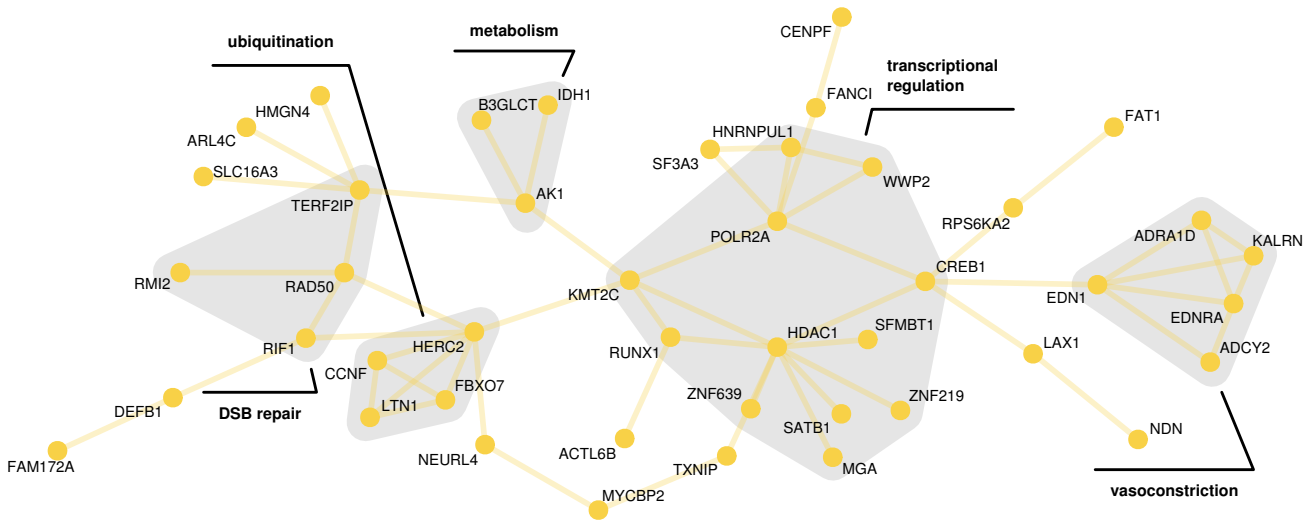 CENPF
metabolism
ubiquitination
transcriptional
regulation
IDH1
FANCI
B3GLCT
HMGN4
FAT1
HNRNPUL1
ARL4C
SF3A3
SLC16A3
WWP2
AK1
TERF2IP
RPS6KA2
ADRA1D
POLR2A
KALRN
CREB1
RMI2
RAD50
KMT2C
EDN1
EDNRA
SFMBT1
HDAC1
HERC2
RIF1
RUNX1
LAX1
ADCY2
CCNF
FBXO7
ZNF639
ZNF219
LTN1
DEFB1
DSB repair
SATB1
NDN
ACTL6B
NEURL4
FAM172A
TXNIP
MGA
vasoconstriction
MYCBP2